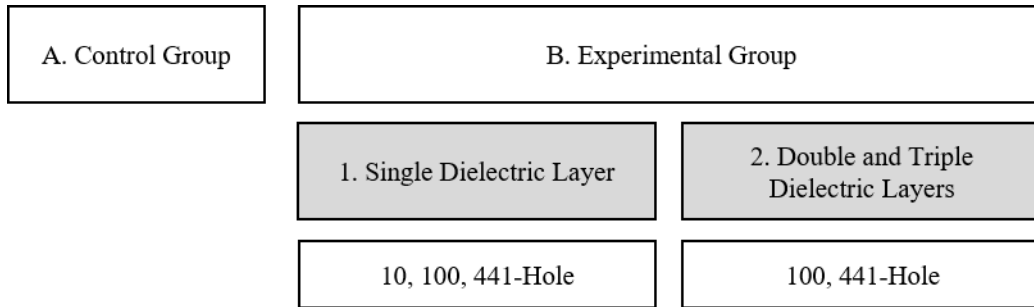 A. Control Group
B. Experimental Group
1. Single Dielectric Layer
2. Double and Triple
Dielectric Layers
10, 100, 441-Hole
100, 441-Hole